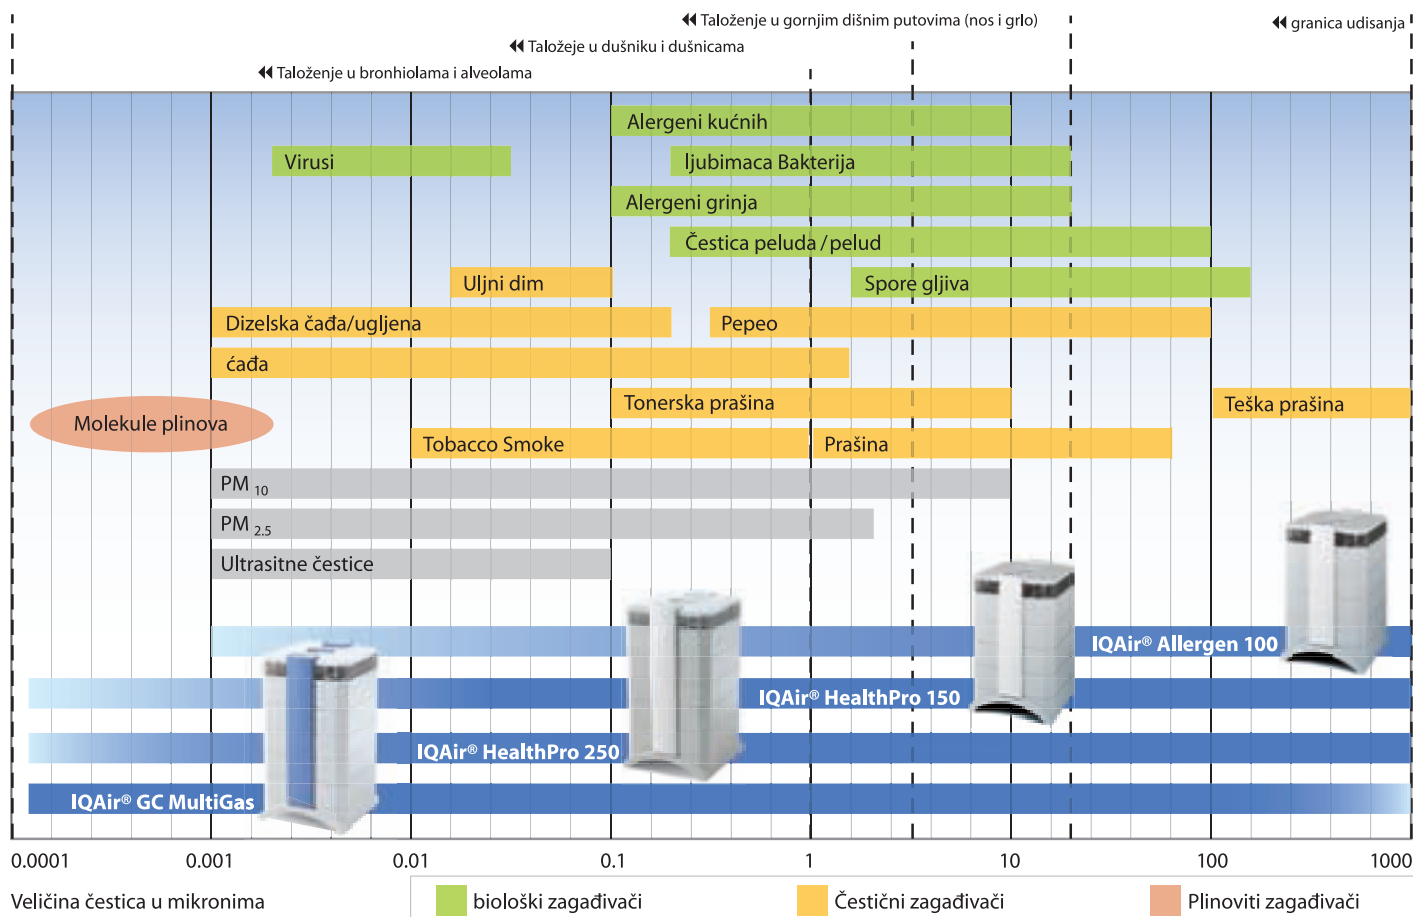 ◄◄ Taloženje u gornjim dišnim putovima (nos i grlo)
◄◄ granica udisanja
◄◄ Taložeje u dušniku i dušnicama
◄◄ Taloženje u bronhiolama i alveolama
Alergeni kućnih
Virusi
ljubimaca Bakterija
Alergeni grinja
Čestica peluda / pelud
Uljni dim
Spore gljiva
Dizelska čađa/ugljena
Pepeo
ćađa
Tonerska prašina
Teška prašina
Molekule plinova
Tobacco Smoke
Prašina
PM 10
PM 2.5
Ultrasitne čestice
IQAir® Allergen 100
IQAir® HealthPro 150
IQAir® HealthPro 250
IQAir® GC MultiGas
0.0001 0.001 0.01 0.1 1 10 100 1000
Veličina čestica u mikronima
biološki zagađivači
Čestični zagađivači
Plinoviti zagađivači